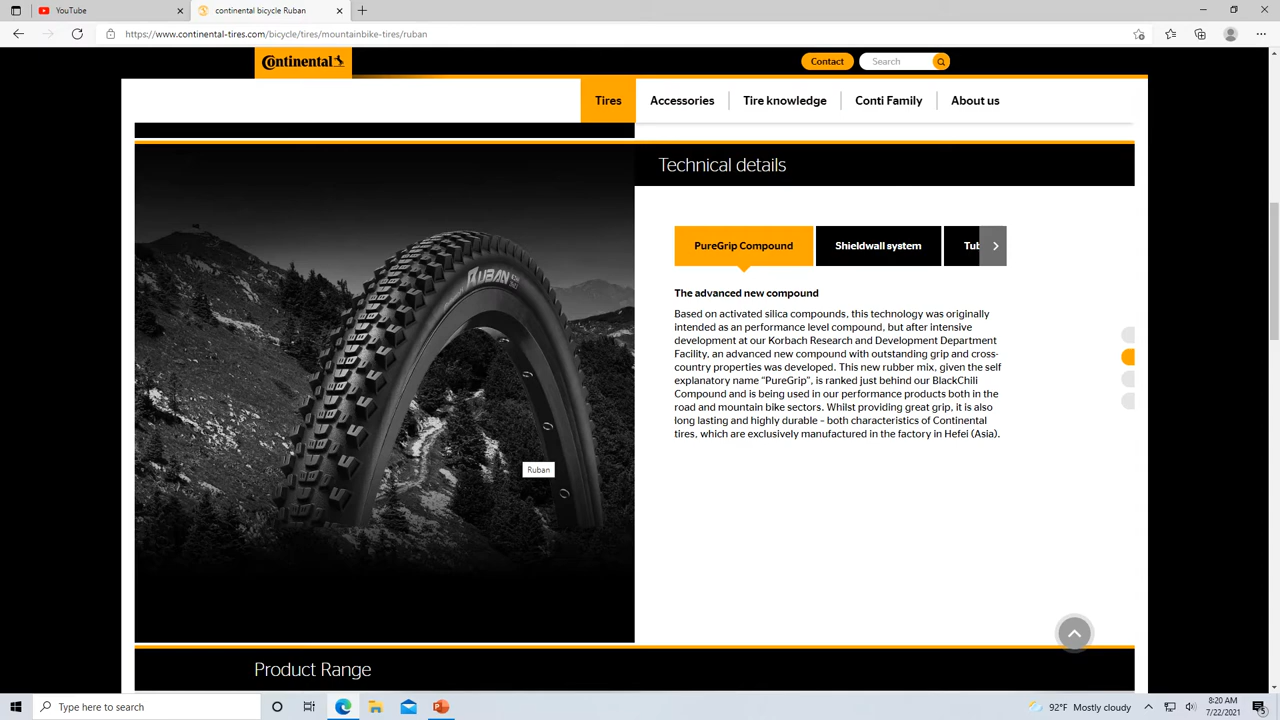 YouTube
continental bicycle Ruban
https://www.continental-tires.com/bicycle/tires/mountainbike-tires/ruban
Continental
Contact
Search
Tires
Accessories
Tire knowledge
Conti Family
About us
Technical details
PureGrip Compound
Shieldwall system
Tub
RUBAN
Ruban
The advanced new compound
Based on activated silica compounds, this technology was originally
intended as an performance level compound, but after intensive
development at our Korbach Research and Development Department
Facility, an advanced new compound with outstanding grip and cross-
country properties was developed. This new rubber mix, given the self
explanatory name "PureGrip", is ranked just behind our BlackChili
Compound and is being used in our performance products both in the
road and mountain bike sectors. Whilst providing great grip, it is also
long lasting and highly durable – both characteristics of Continental
tires, which are exclusively manufactured in the factory in Hefei (Asia).
Product Range
Type here to search
92°F Mostly cloudy
8:20 AM
7/22/2021
5